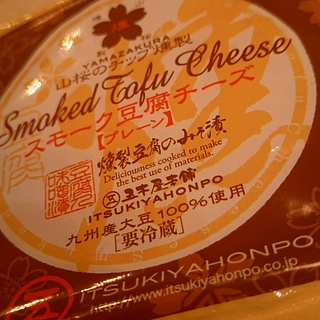 YAMAZAKURA
山桜のチップ燻製
Smoked Tofu Cheese
スモーク豆腐チーズ
【プレーン】
燻製豆腐のみそ漬
Deliciousness cooked to make
the best use of materials.
五木屋本舗
ITSUKIYAHONPO
九州産大豆100%使用
[要冷蔵]
ITSUKIYAHONPO
http://www.itsukiyahonpo.co.jp